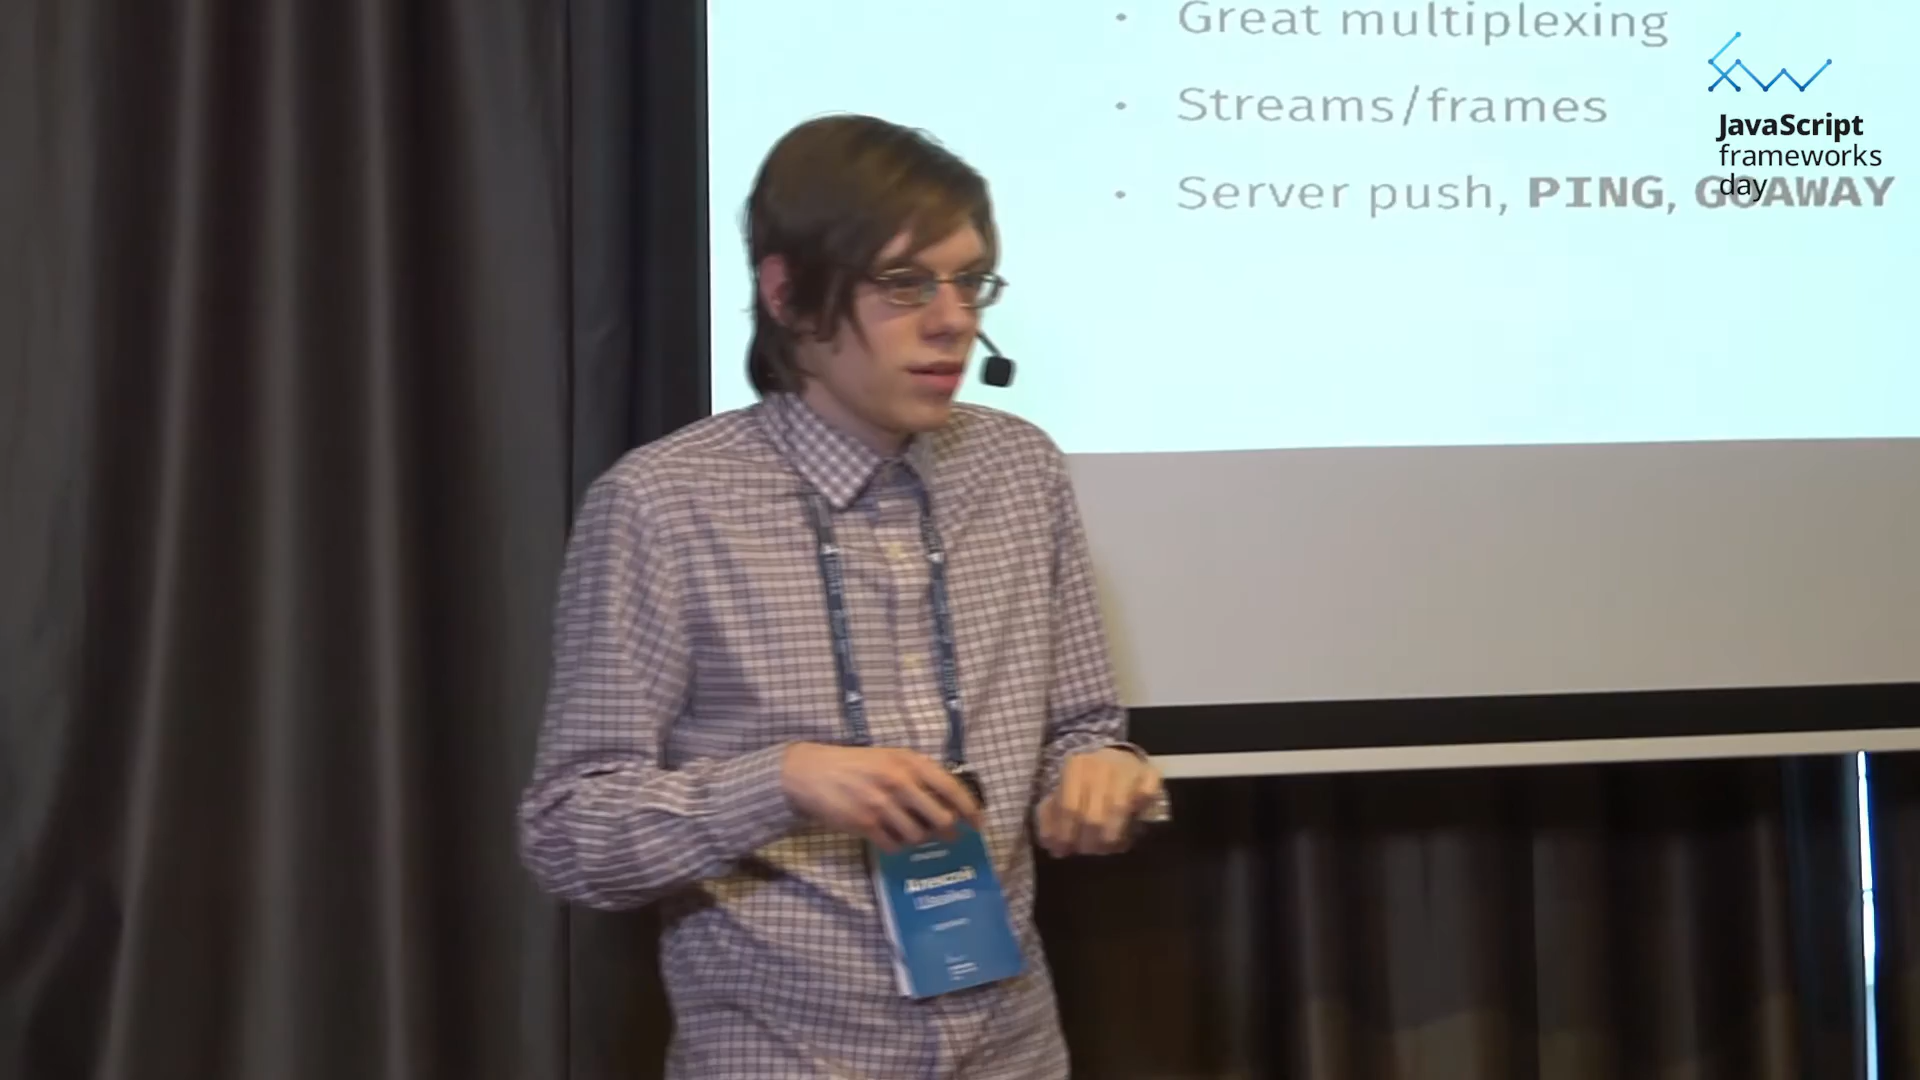 • Great multiplexing
• Streams/frames
• Server push, PING, GOAWAY
JavaScript
frameworks
day